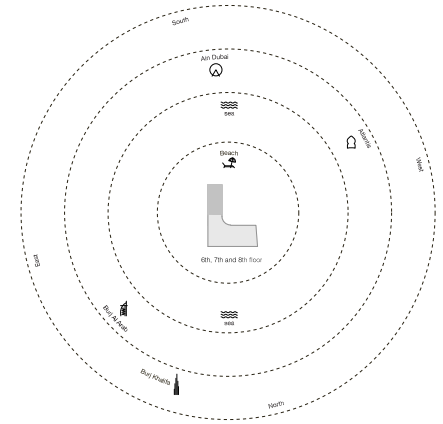 South
Ain Dubai
sea
Atlantis
West
Beach
6th, 7th and 8th floor
East
Burj Al Arab
sea
Burj Khalifa
North